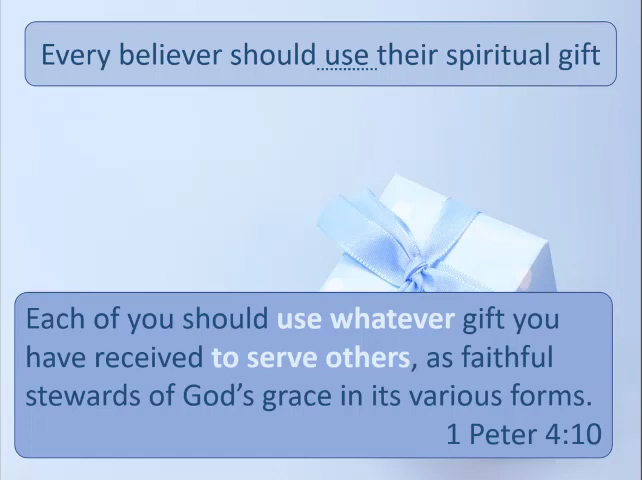 Every believer should use their spiritual gift
Each of you should use whatever gift you
have received to serve others, as faithful
stewards of God’s grace in its various forms.
1 Peter 4:10